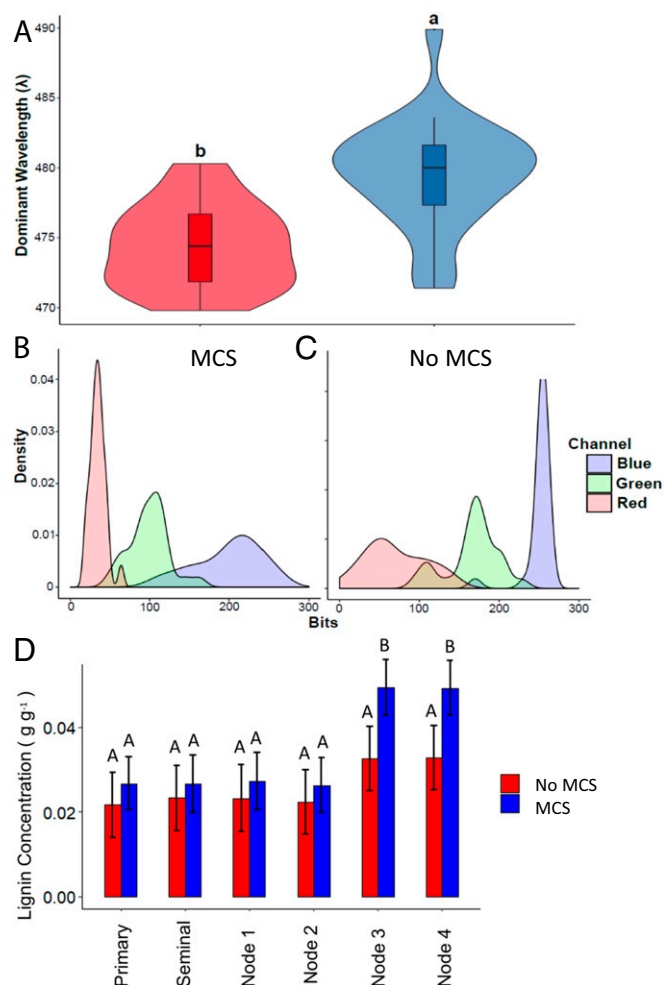 A
Dominant Wavelength (λ)
490
485
480
475
470
b
a
B
MCS
C
No MCS
Density
0.04
0.03
0.02
0.01
0
0
100
200
300
0
100
200
300
Bits
Channel
Blue
Green
Red
D
Lignin Concentration ( g g-1 )
0.04
0.02
0.00
A A A A A A A A A B A B
No MCS
MCS
Primary
Seminal
Node 1
Node 2
Node 3
Node 4